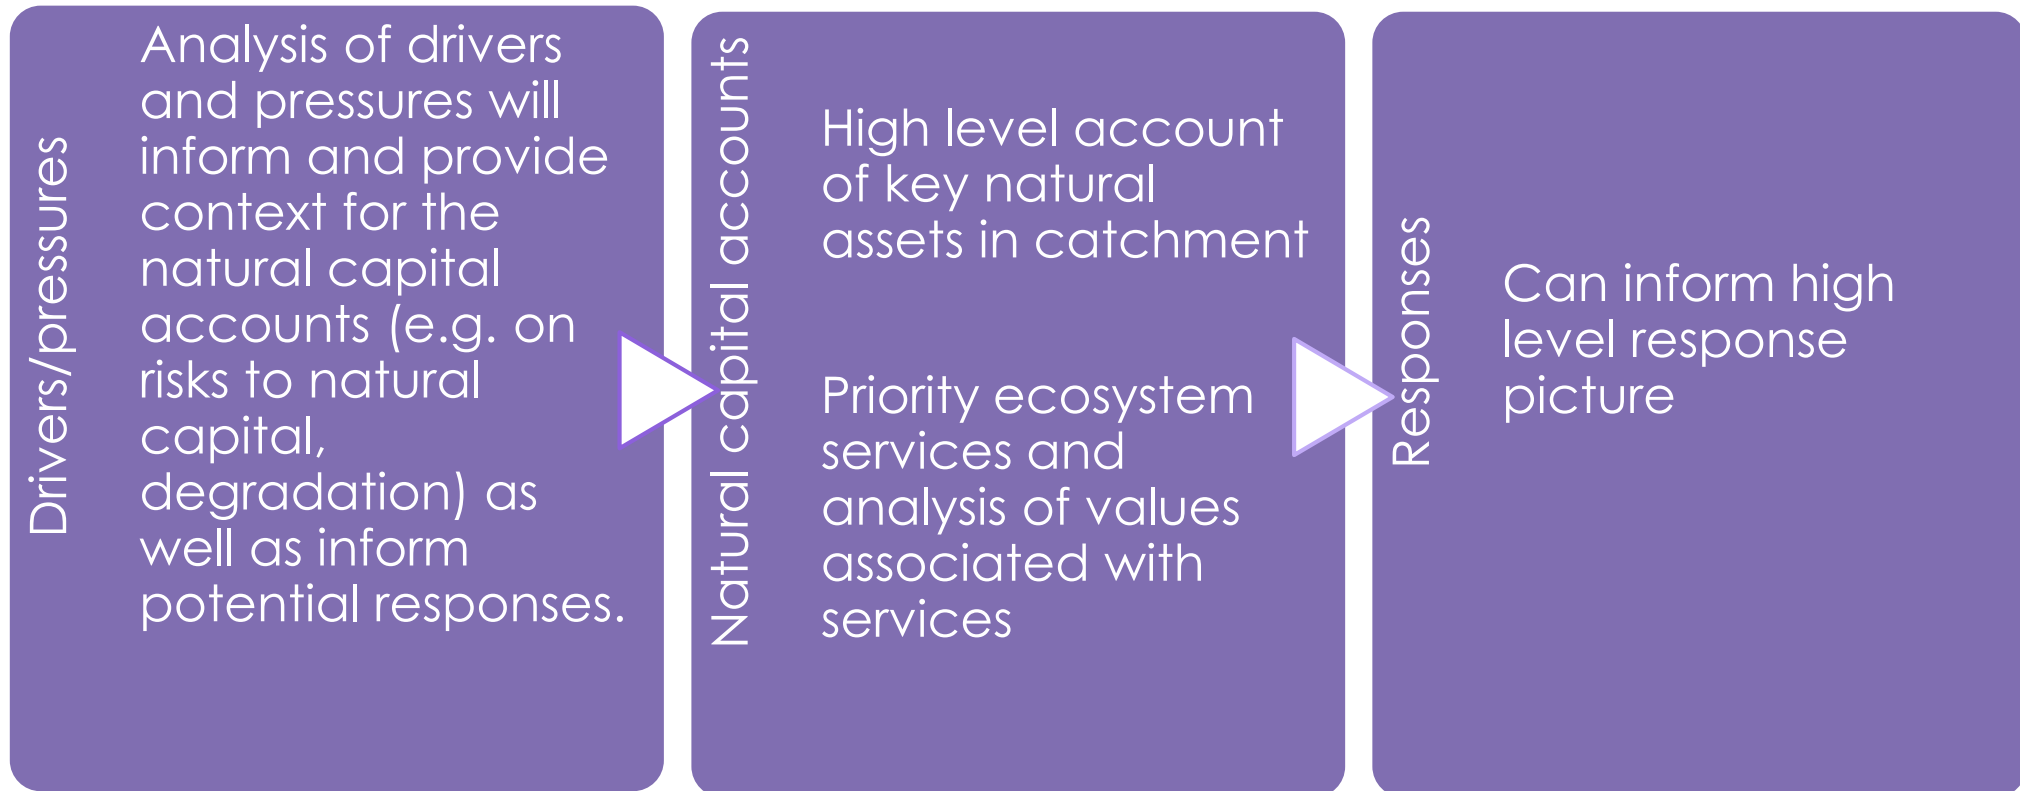 Drivers/pressures
Analysis of drivers
and pressures will
inform and provide
context for the
natural capital
accounts (e.g. on
risks to natural
capital,
degradation) as
well as inform
potential responses.
Natural capital accounts
High level account
of key natural
assets in catchment
Priority ecosystem
services and
analysis of values
associated with
services
Responses
Can inform high
level response
picture